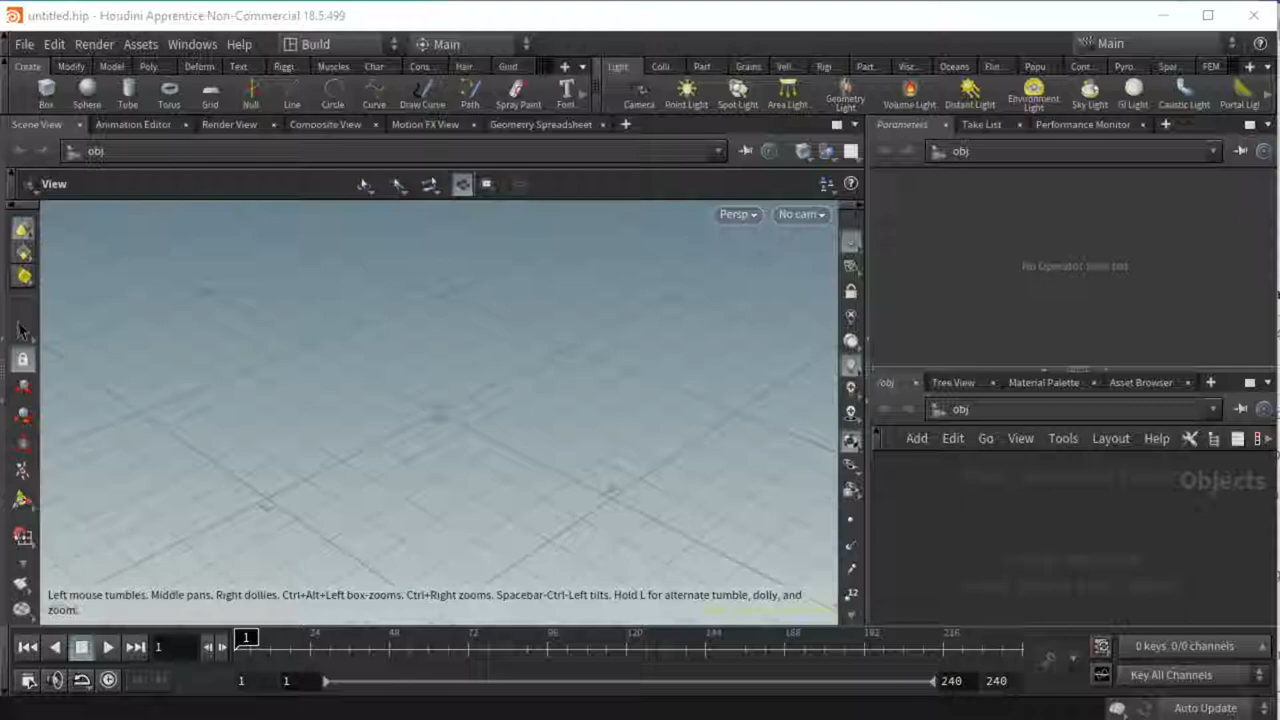 untitled.hip - Houdini Apprentice Non-Commercial 18.5.499
File Edit Render Assets Windows Help Build Main Main
Create Modify Model Poly. Deform Text Riggi Muscles Char Cons.. Hair. Guid Light Colli Part Grains Vell Rigi Part.. Visc.. Oceans Popu Cont Pyro. Spar FEM
Box Sphere Tube Torus Grid Null Line Circle Curve Draw Curve Path Spray Paint Font Camera Point Light Spot Light Area Light Geometry Light Volume Light Distant Light Environment Light Sky Light GI Light Caustic Light Portal Ligl
Scene View Animation Editor Render View Composite View Motion FX View Geometry Spreadsheet Parameters Take List Performance Monitor
obj obj
View
Persp No cam
/obj Tree View Material Palette Asset Browser
obj
Add Edit Go View Tools Layout Help
Objects
Left mouse tumbles. Middle pans. Right dollies. Ctrl+Alt+Left box-zooms. Ctrl+Right zooms. Spacebar-Ctrl-Left tilts. Hold L for alternate tumble, dolly, and
zoom.
1 1 24 48 72 96 120 144 168 192 216 0 keys, 0/0 channels
1 1 240 240 Key All Channels
Auto Update